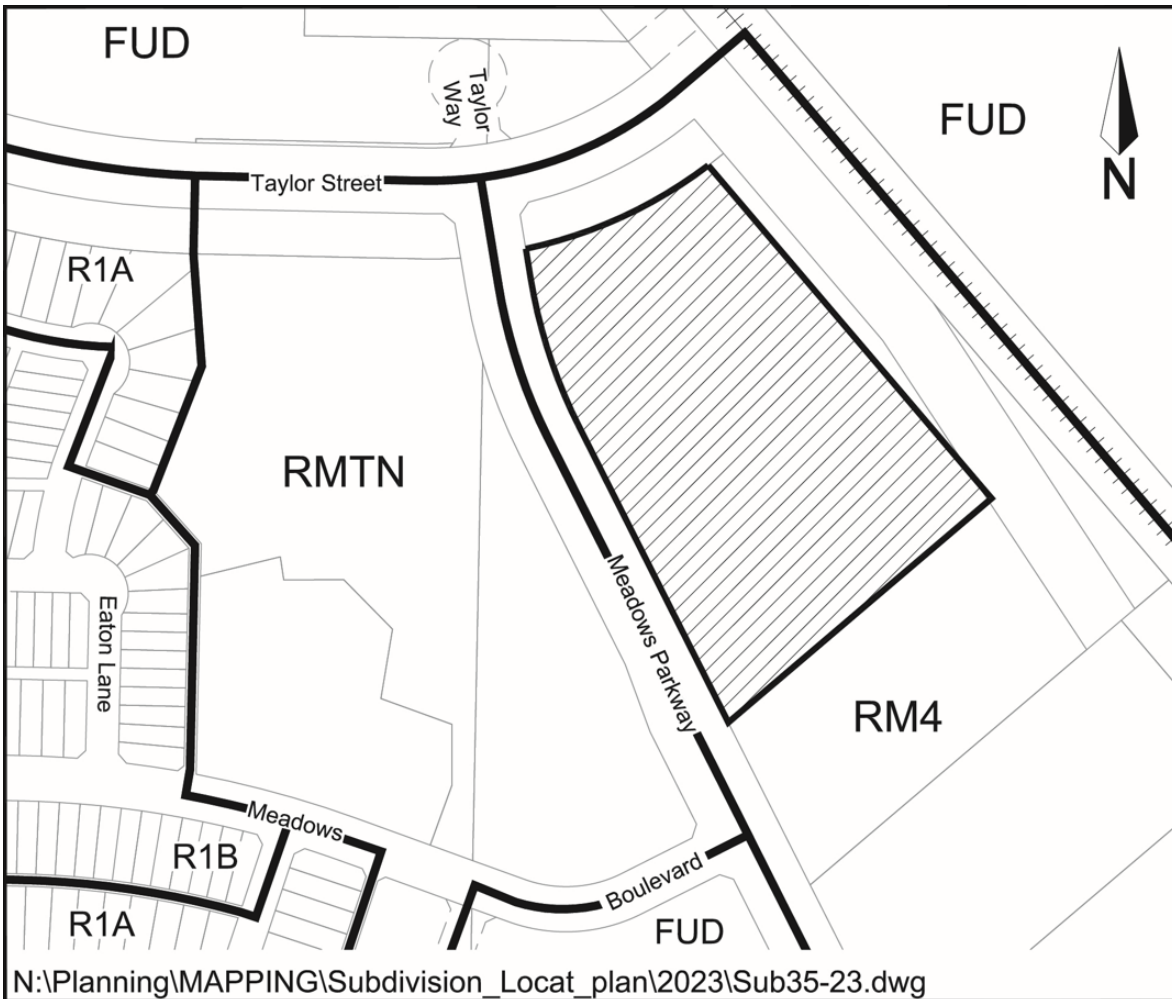 FUD
Taylor
Way
FUD
N
Taylor Street
R1A
RMTN
Meadows Parkway
Eaton Lane
RM4
Meadows
R1B
Boulevard
R1A
FUD
N:\Planning\MAPPING\Subdivision_Locat_plan\2023\Sub35-23.dwg